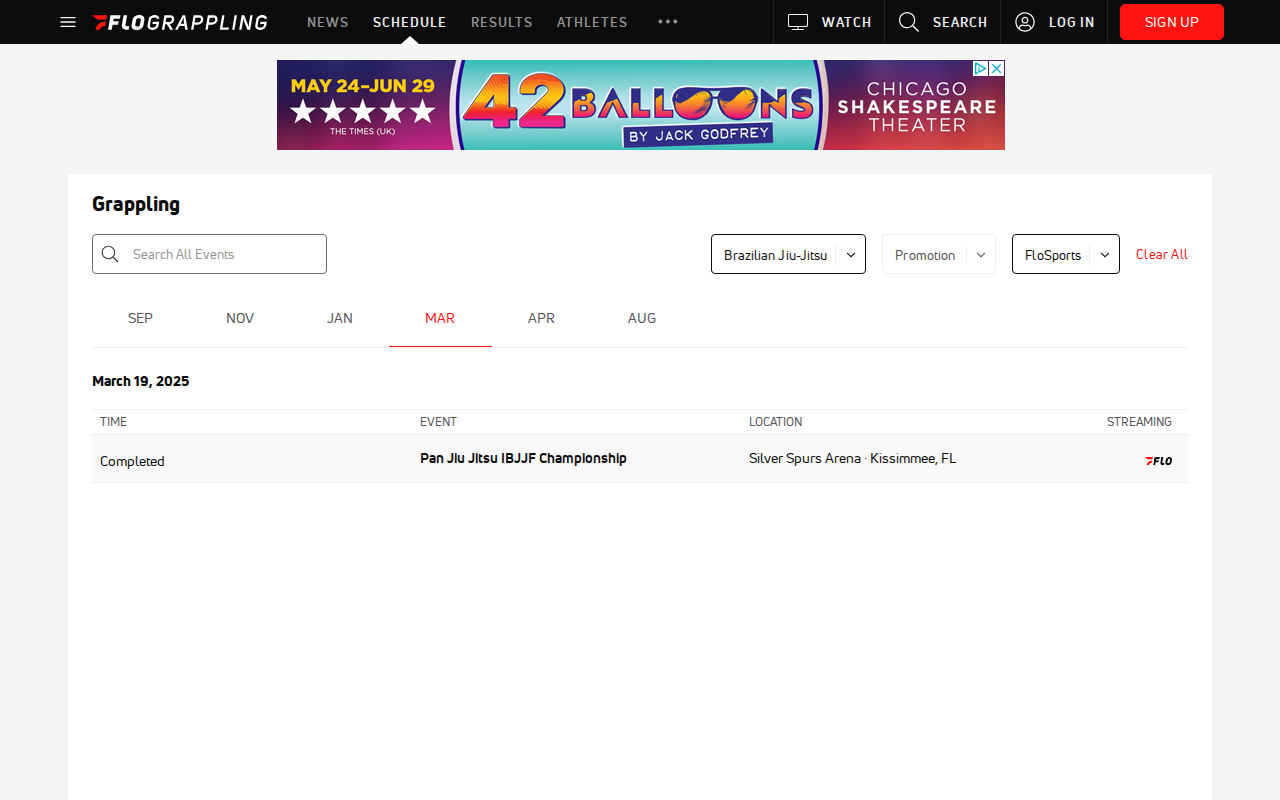 FLOGRAPPLING NEWS SCHEDULE RESULTS ATHLETES WATCH SEARCH LOG IN SIGN UP
MAY 24–JUN 29
THE TIMES (UK)
42 BALLOONS
BY JACK GODFREY
CHICAGO
SHAKESPEARE
THEATER
Grappling
Search All Events Brazilian Jiu-Jitsu Promotion FloSports Clear All
SEP NOV JAN MAR APR AUG
March 19, 2025
TIME EVENT LOCATION STREAMING
Completed Pan Jiu Jitsu IBJJF Championship Silver Spurs Arena · Kissimmee, FL FLO